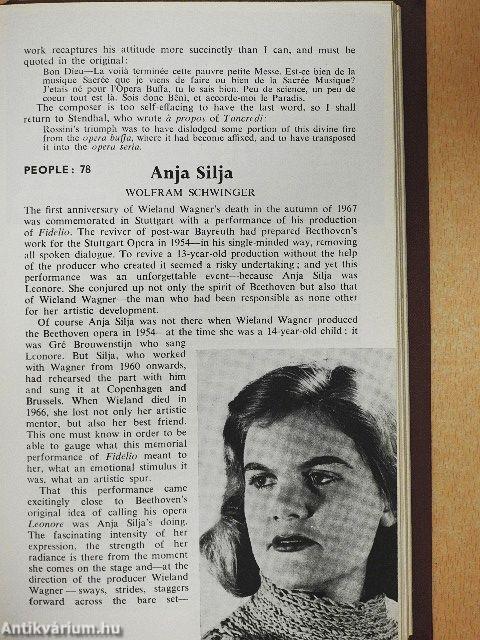 work recaptures his attitude more succinctly than I can, and must be
quoted in the original:
Bon Dieu—La voilà terminée cette pauvre petite Messe. Est-ce bien de la
musique Sacrée que je viens de faire ou bien de la Sacrée Musique?
J'etais né pour l'Opera Buffa, tu le sais bien. Peu de science, un peu de
coeur tout est là. Sois donc Béni, et accorde-moi le Paradis.
The composer is too self-effacing to have the last word, so I shall
return to Stendhal, who wrote à propos of Tancredi:
Rossini's triumph was to have dislodged some portion of this divine fire
from the opera buffa, where it had become affixed, and to have transposed
it into the opera seria.
PEOPLE: 78
Anja Silja
WOLFRAM SCHWINGER
The first anniversary of Wieland Wagner's death in the autumn of 1967
was commemorated in Stuttgart with a performance of his production
of Fidelio. The reviver of post-war Bayreuth had prepared Beethoven's
work for the Stuttgart Opera in 1954—in his single-minded way, removing
all spoken dialogue. To revive a 13-year-old production without the help
of the producer who created it seemed a risky undertaking; and yet this
performance was an unforgettable event—because Anja Silja was
Leonore. She conjured up not only the spirit of Beethoven but also that
of Wieland Wagner—the man who had been responsible as none other
for her artistic development.
Of course Anja Silja was not there when Wieland Wagner produced
the Beethoven opera in 1954—at the time she was a 14-year-old child; it
was Gré Brouwenstijn who sang
Leonore. But Silja, who worked
with Wagner from 1960 onwards,
had rehearsed the part with him
and sung it at Copenhagen and
Brussels. When Wieland died in
1966, she lost not only her artistic
mentor, but also her best friend.
This one must know in order to be
able to gauge what this memorial
performance of Fidelio meant to
her, what an emotional stimulus it
was, what an artistic spur.
That this performance came
excitingly close to Beethoven's
original idea of calling his opera
Leonore was Anja Silja's doing.
The fascinating intensity of her
expression, the strength of her
radiance is there from the moment
she comes on the stage and—at the
direction of the producer Wieland
Wagner—sways, strides, staggers
forward across the bare set—
Antikvárium.hu